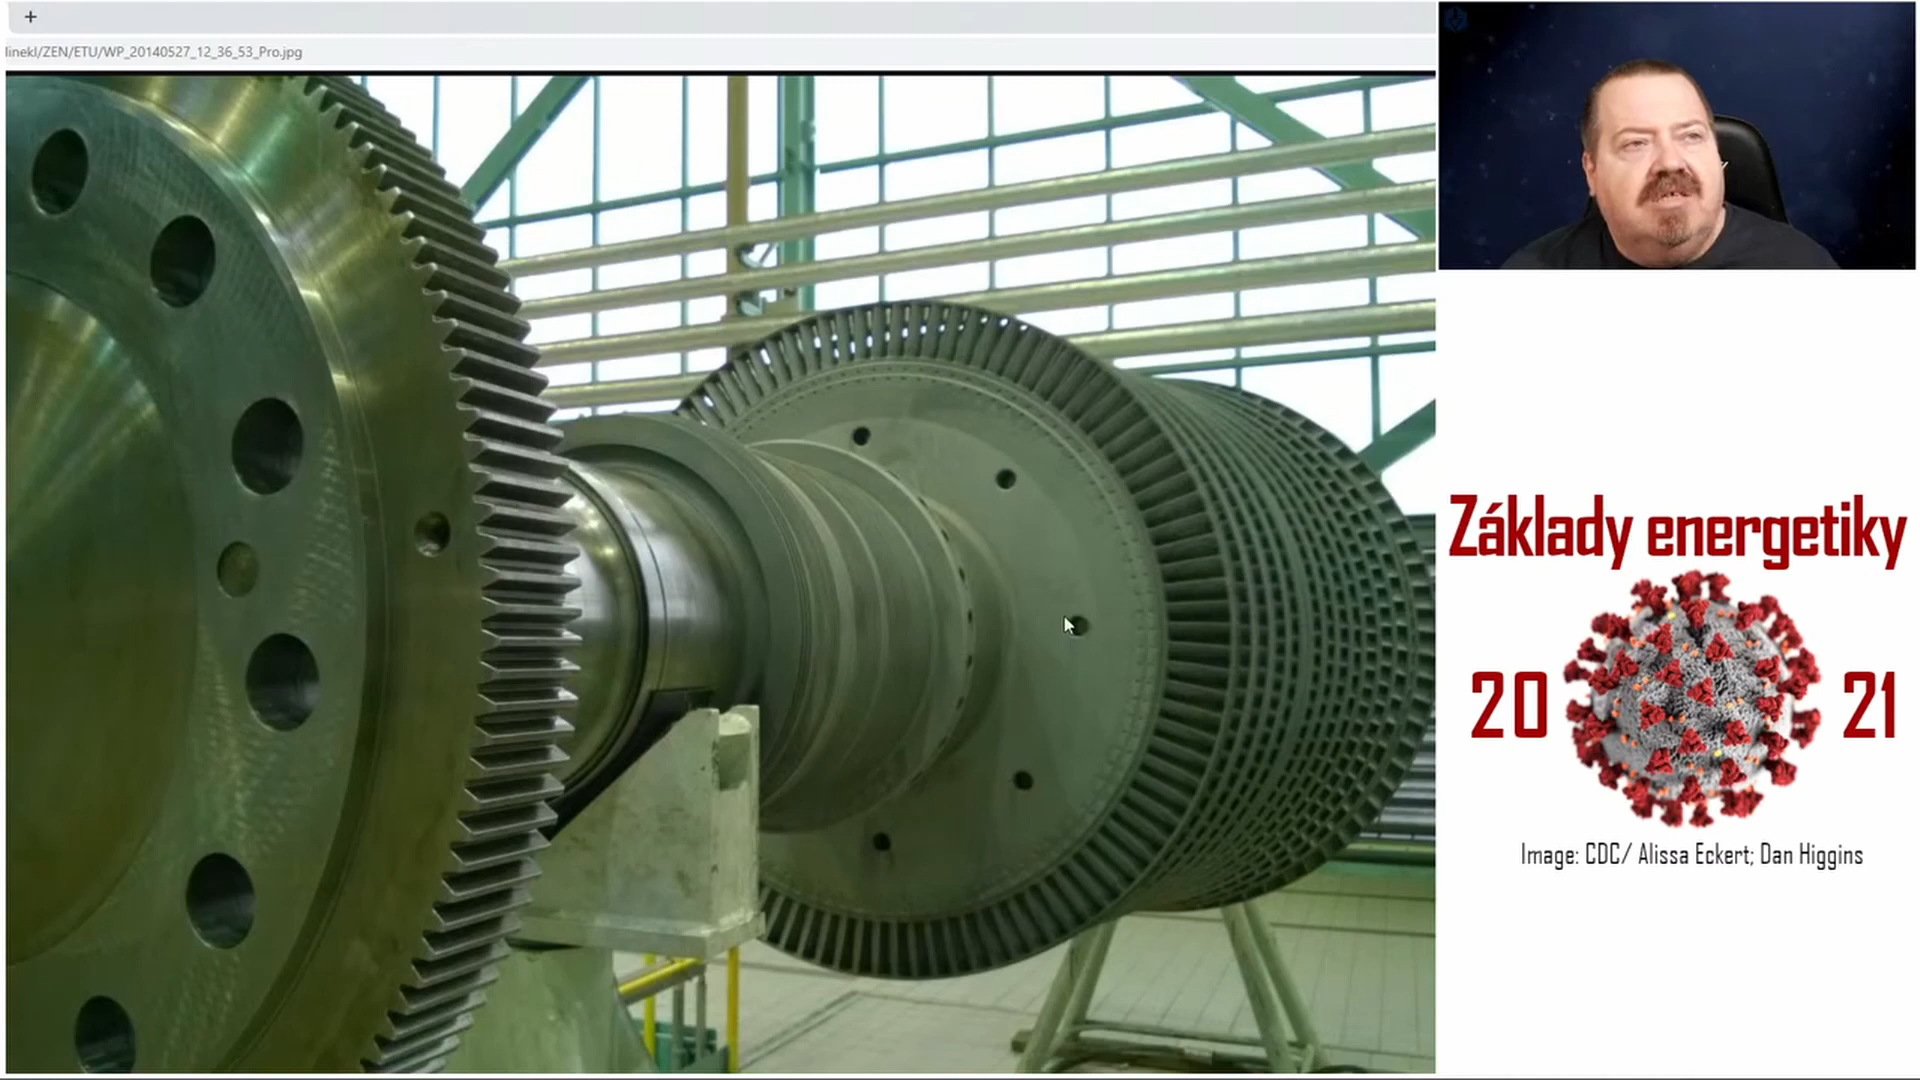 +
linekl/ZEN/ETU/WP_20140527_12_36_53_Pro.jpg
Základy energetiky
20 21
Image: CDC/ Alissa Eckert; Dan Higgins